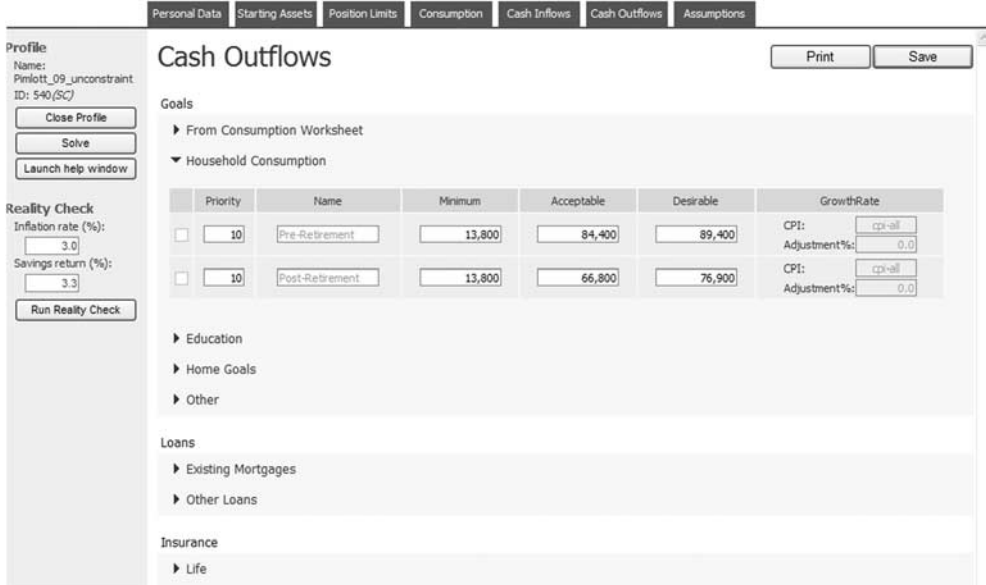 Personal Data Starting Assets Position Limits Consumption Cash Inflows Cash Outflows Assumptions
Profile
Name:
Pimlott_09_unconstraint
ID: 540(SC)
Close Profile
Solve
Launch help window
Reality Check
Inflation rate (%):
3.0
Savings return (%):
3.3
Run Reality Check
Cash Outflows
Print Save
Goals
From Consumption Worksheet
Household Consumption
Priority Name Minimum Acceptable Desirable GrowthRate
10 Pre-Retirement 13,800 84,400 89,400 CPI: cpi-all
Adjustment%: 0.0
10 Post-Retirement 13,800 66,800 76,900 CPI: cpi-all
Adjustment%: 0.0
Education
Home Goals
Other
Loans
Existing Mortgages
Other Loans
Insurance
Life